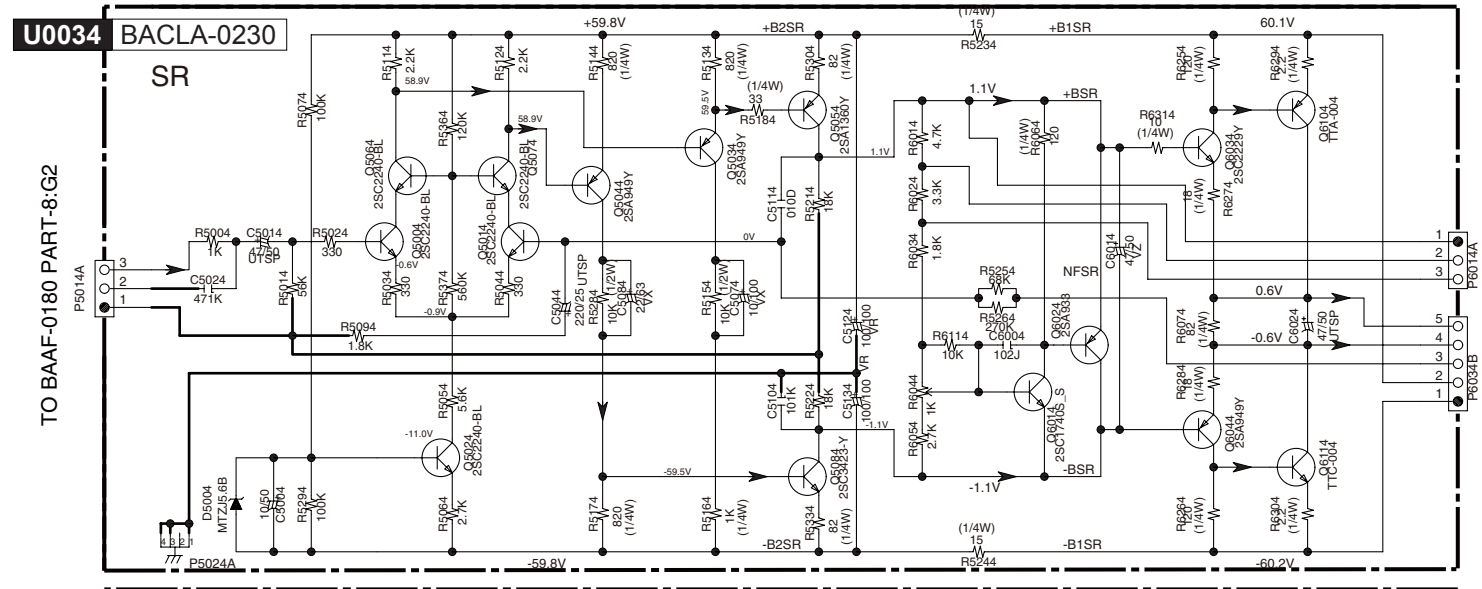 U0034 BACLA-0230
SR
TO BAAF-0180 PART-8:G2
+59.8V
+B2SR
(1/4W)
15
R5234
+B1SR
60.1V
R5074
100K
R5114
2.2K
58.9V
R5364
120K
R5124
2.2K
58.9V
R5144
820
(1/4W)
R5134
820
(1/4W)
59.5V
(1/4W)
33
R5184
R5304
82
(1/4W)
Q5054
2SA1360Y
1.1V
Q5064
2SC2240-BL
2SC2240-BL
Q5074
Q5044
2SA949Y
Q5034
2SA949Y
C5114
010D
R5214
18K
0V
1.1V
+BSR
R6014
4.7K
R6024
3.3K
R6034
1.8K
(1/4W)
R6064
120
R6314
10
(1/4W)
R6254
120
(1/4W)
R6294
2.2
(1/4W)
Q6034
2SC2229Y
Q6104
TTA-004
18
(1/4W)
R6274
P5014A
3
2
1
R5004
1K
C5014
47/50
UTSP
C5024
471K
R5014
56K
R5024
330
Q5004
2SC2240-BL
-0.6V
R5034
330
-0.9V
R5374
560K
Q5014
2SC2240-BL
R5044
330
R5094
1.8K
C5044
220/25
UTSP
R5284
10K (1/2W)
C5084
22/63
VX
R5154
10K (1/2W)
C5074
10/100
VX
C5124
100/100
VR
R5254
68K
R5264
270K
NFSR
C6014
47/50
VZ
Q6024
2SA933
R6114
10K
C6004
102J
0.6V
R6074
82
(1/4W)
-0.6V
C6024
47/50
UTSP
1
2
3
P6014A
5
4
3
2
1
P6034B
R5054
5.6K
-11.0V
Q5024
2SC2240-BL
D5004
MTZJ5.6B
10/50
C5004
R5294
100K
R5064
2.7K
R5174
820
(1/4W)
-59.5V
R5164
1K
(1/4W)
C5104
101K
R5224
18K
C5134
100/100
VR
-1.1V
Q5084
2SC3423-Y
R5334
82
(1/4W)
R6044
1K
R6054
2.7K
Q6014
2SC1740S_S
-BSR
-1.1V
R6284
18
(1/4W)
Q6044
2SA949Y
Q6114
TTC-004
R6264
120
(1/4W)
R6304
2.2
(1/4W)
4 3 2 1
P5024A
-59.8V
-B2SR
(1/4W)
15
R5244
-B1SR
-60.2V